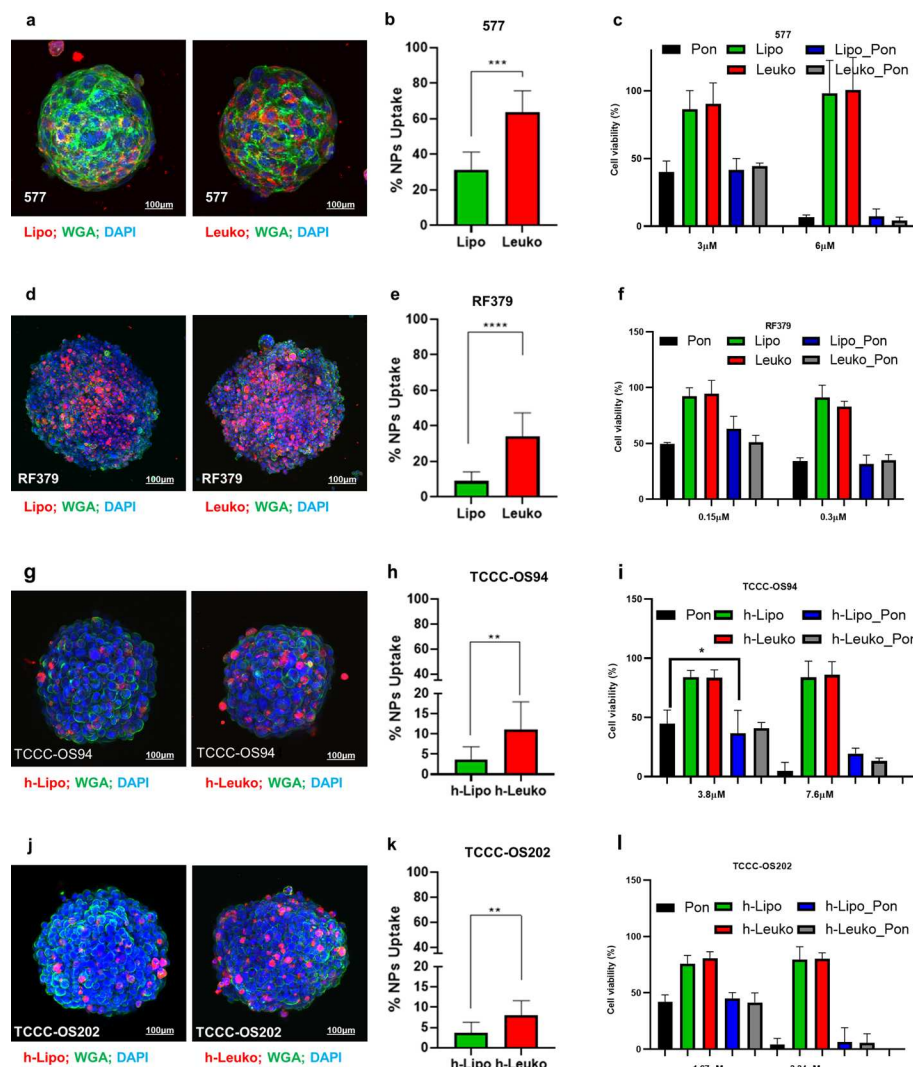 a
577
100μm
577
100μm
Lipo; WGA; DAPI
Leuko; WGA; DAPI
b
577
% NPs Uptake
100
80
60
40
20
0
***
Lipo
Leuko
c
577
Pon
Lipo
Lipo_Pon
Leuko
Leuko_Pon
Cell viability (%)
100
50
0
3μM
6μM
d
RF379
100μm
RF379
100μm
Lipo; WGA; DAPI
Leuko; WGA; DAPI
e
RF379
% NPs Uptake
100
80
60
40
20
0
****
Lipo
Leuko
f
RF379
Pon
Lipo
Lipo_Pon
Leuko
Leuko_Pon
Cell viability (%)
150
100
50
0
0.15μM
0.3μM
g
TCCC-OS94
100μm
TCCC-OS94
100μm
h-Lipo; WGA; DAPI
h-Leuko; WGA; DAPI
h
TCCC-OS94
% NPs Uptake
100
80
60
40
20
15
10
5
0
**
h-Lipo
h-Leuko
i
TCCC-OS94
Pon
h-Lipo
h-Lipo_Pon
h-Leuko
h-Leuko_Pon
Cell viability (%)
150
100
50
0
*
3.8μM
7.6μM
j
TCCC-OS202
100μm
TCCC-OS202
100μm
h-Lipo; WGA; DAPI
h-Leuko; WGA; DAPI
k
TCCC-OS202
% NPs Uptake
100
80
60
40
20
15
10
5
0
**
h-Lipo
h-Leuko
l
TCCC-OS202
Pon
h-Lipo
h-Lipo_Pon
h-Leuko
h-Leuko_Pon
Cell viability (%)
150
100
50
0